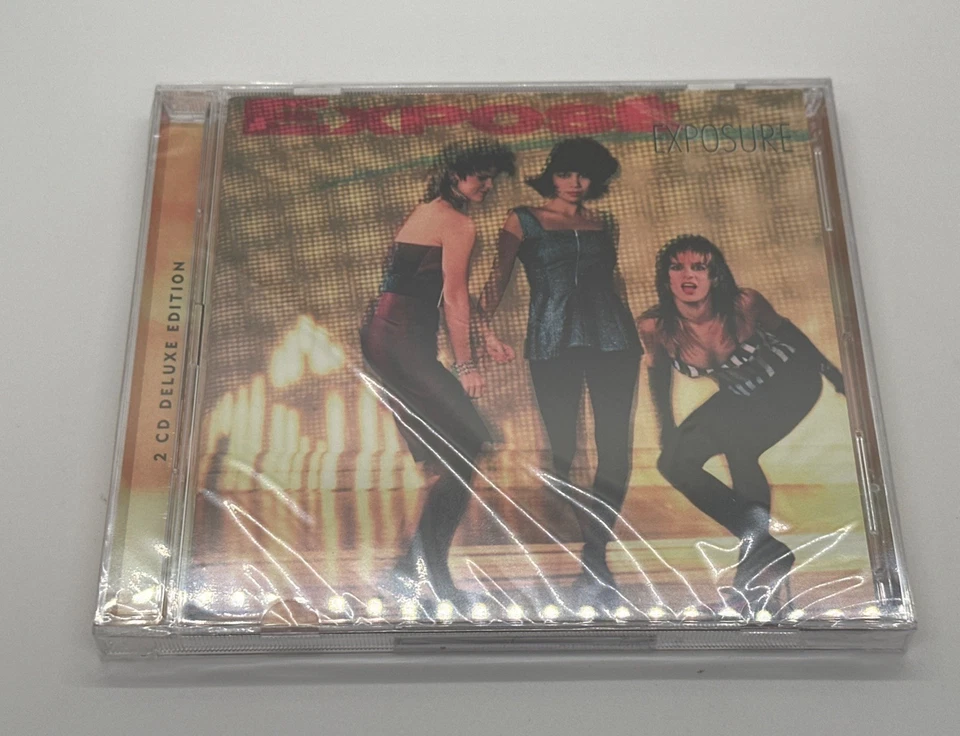 Exposé
EXPOSURE
2 CD DELUXE EDITION